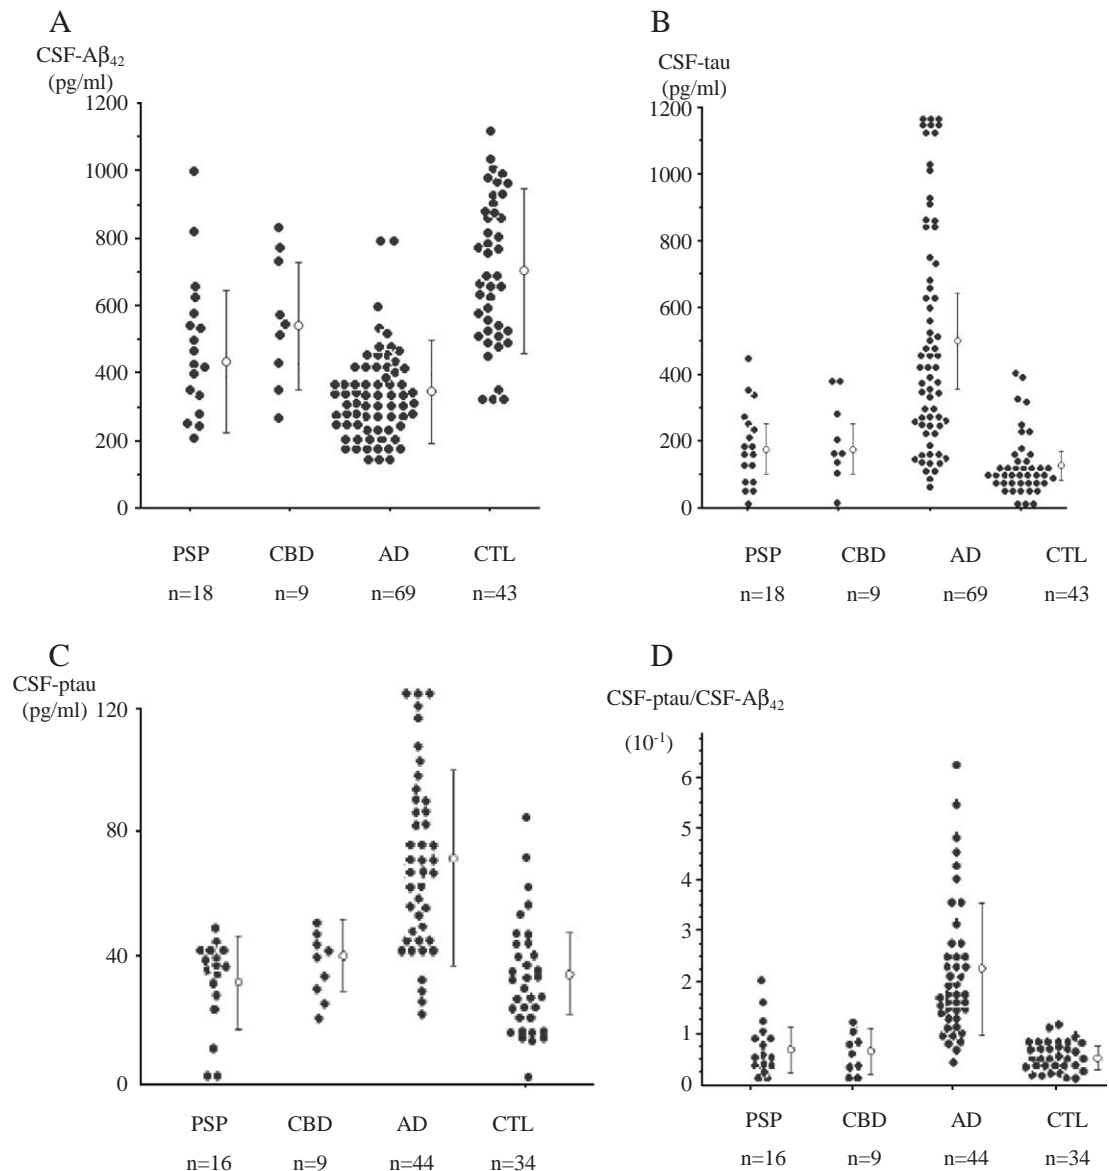 A
CSF-Aβ₄₂
(pg/ml)
1200
1000
800
600
400
200
0
PSP CBD AD CTL
n=18 n=9 n=69 n=43
B
CSF-tau
(pg/ml)
1200
1000
800
600
400
200
0
PSP CBD AD CTL
n=18 n=9 n=69 n=43
C
CSF-ptau
(pg/ml)
120
80
40
0
PSP CBD AD CTL
n=16 n=9 n=44 n=34
D
CSF-ptau/CSF-Aβ₄₂
(10⁻¹)
6
5
4
3
2
1
0
PSP CBD AD CTL
n=16 n=9 n=44 n=34